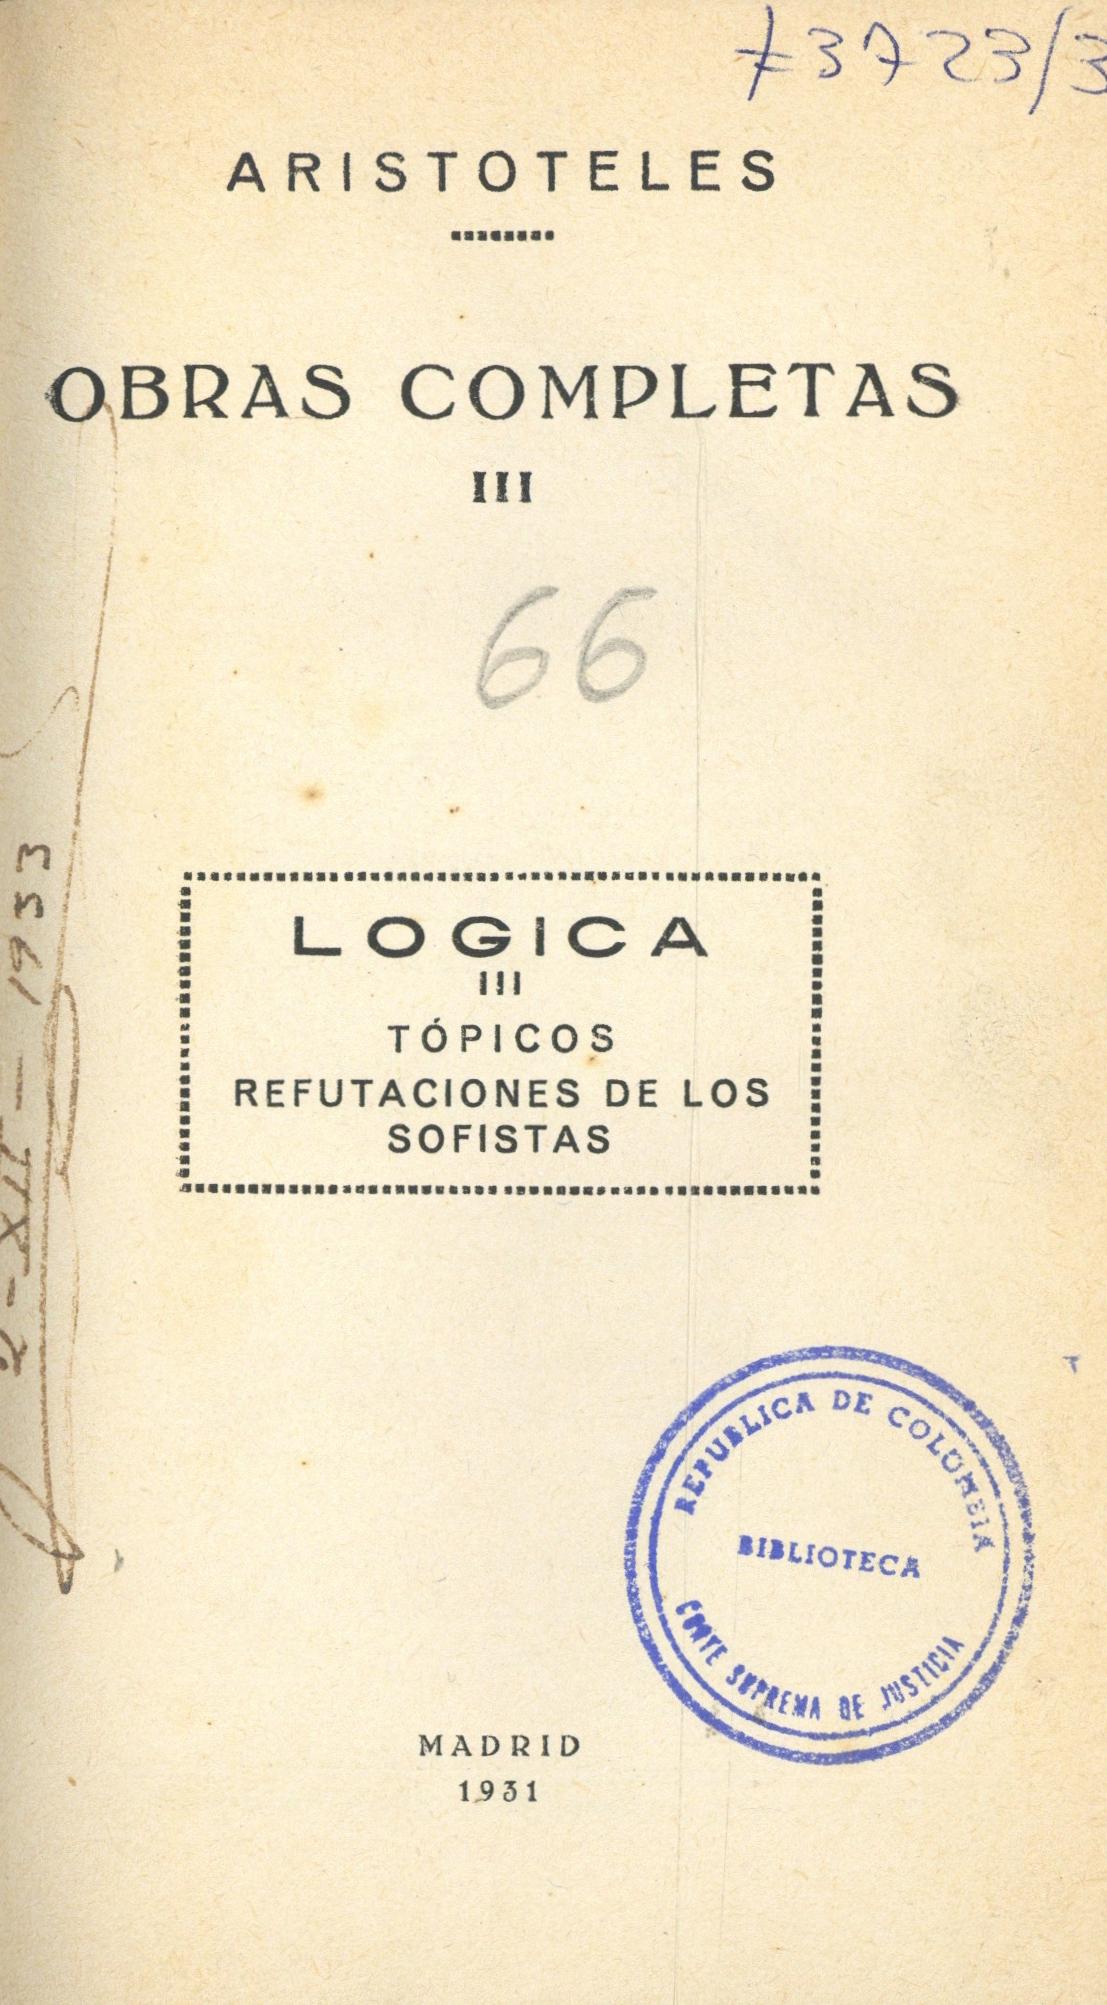 73723/3
ARISTOTELES
OBRAS COMPLETAS
III
66
LOGICA
III
TÓPICOS
REFUTACIONES DE LOS
SOFISTAS
2-XII-1933
REPUBLICA DE COLOMBIA
BIBLIOTECA
CORTE SUPREMA DE JUSTICIA
MADRID
1931